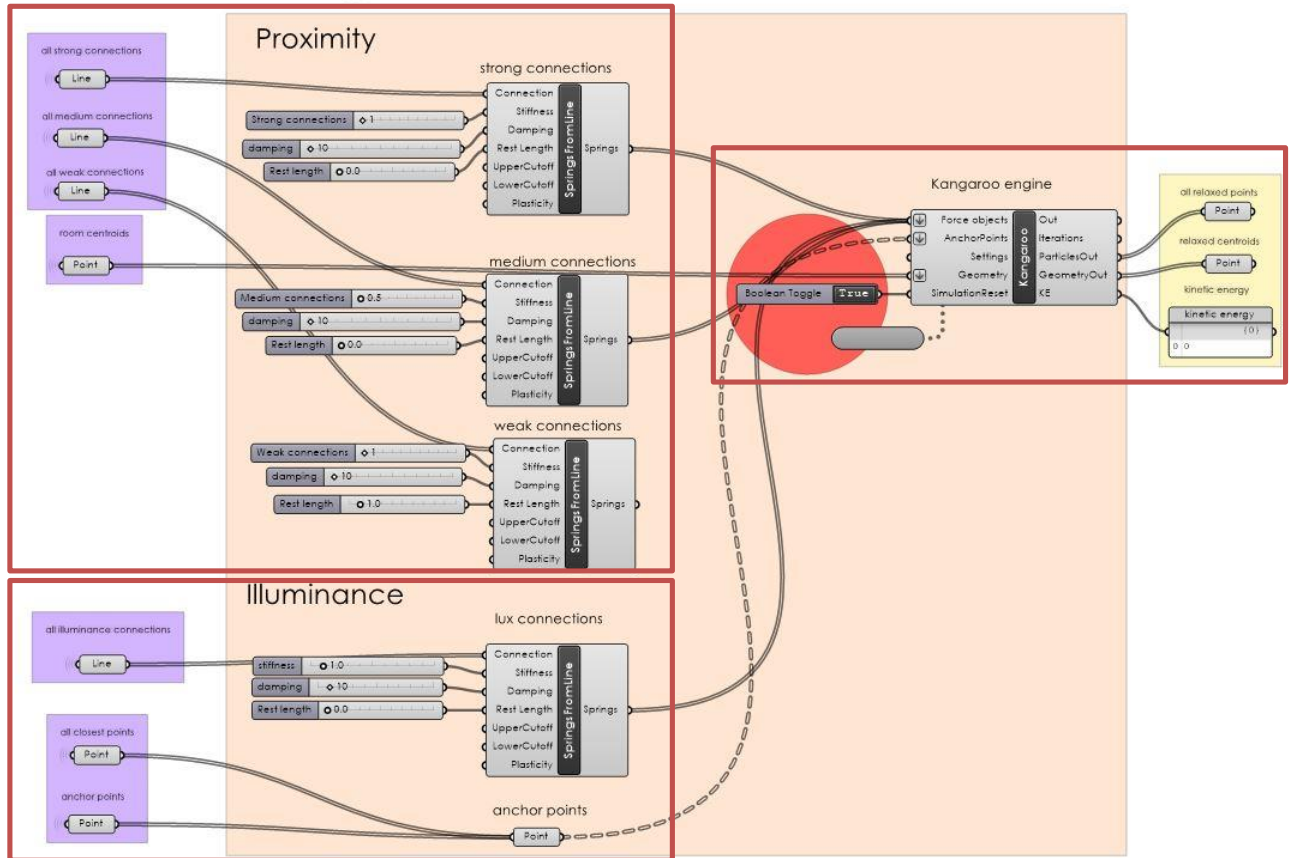 Proximity
all strong connections
Line
all medium connections
Line
all weak connections
Line
room centroids
Point
strong connections
Strong connections 1
damping 10
Rest length 0.0
Connection
Stiffness
Damping
Rest Length
UpperCutoff
LowerCutoff
Plasticity
SpringsFromLine
Springs
medium connections
Medium connections 0.5
damping 10
Rest length 0.0
Connection
Stiffness
Damping
Rest Length
UpperCutoff
LowerCutoff
Plasticity
SpringsFromLine
Springs
weak connections
Weak connections 1
damping 10
Rest length 1.0
Connection
Stiffness
Damping
Rest Length
UpperCutoff
LowerCutoff
Plasticity
SpringsFromLine
Springs
Kangaroo engine
Boolean Toggle True
Force objects
AnchorPoints
Settings
Geometry
SimulationReset
Kangaroo
Out
Iterations
ParticlesOut
GeometryOut
KE
all relaxed points
Point
relaxed centroids
Point
kinetic energy
kinetic energy
{0}
0 0
Illuminance
all illuminance connections
Line
all closest points
Point
anchor points
Point
lux connections
stiffness 1.0
damping 10
Rest length 0.0
Connection
Stiffness
Damping
Rest Length
UpperCutoff
LowerCutoff
Plasticity
SpringsFromLine
Springs
anchor points
Point